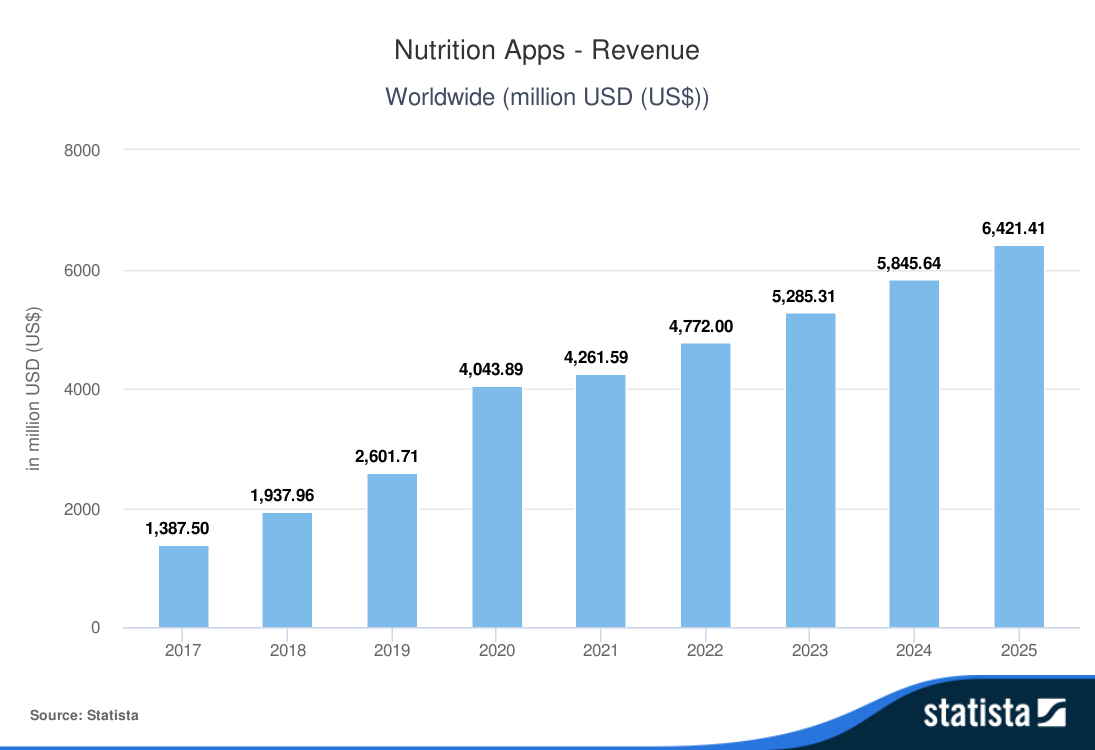 Nutrition Apps - Revenue
Worldwide (million USD (US$))
in million USD (US$)
8000
6000
4000
2000
0
1,387.50
1,937.96
2,601.71
4,043.89
4,261.59
4,772.00
5,285.31
5,845.64
6,421.41
2017 2018 2019 2020 2021 2022 2023 2024 2025
Source: Statista
statista